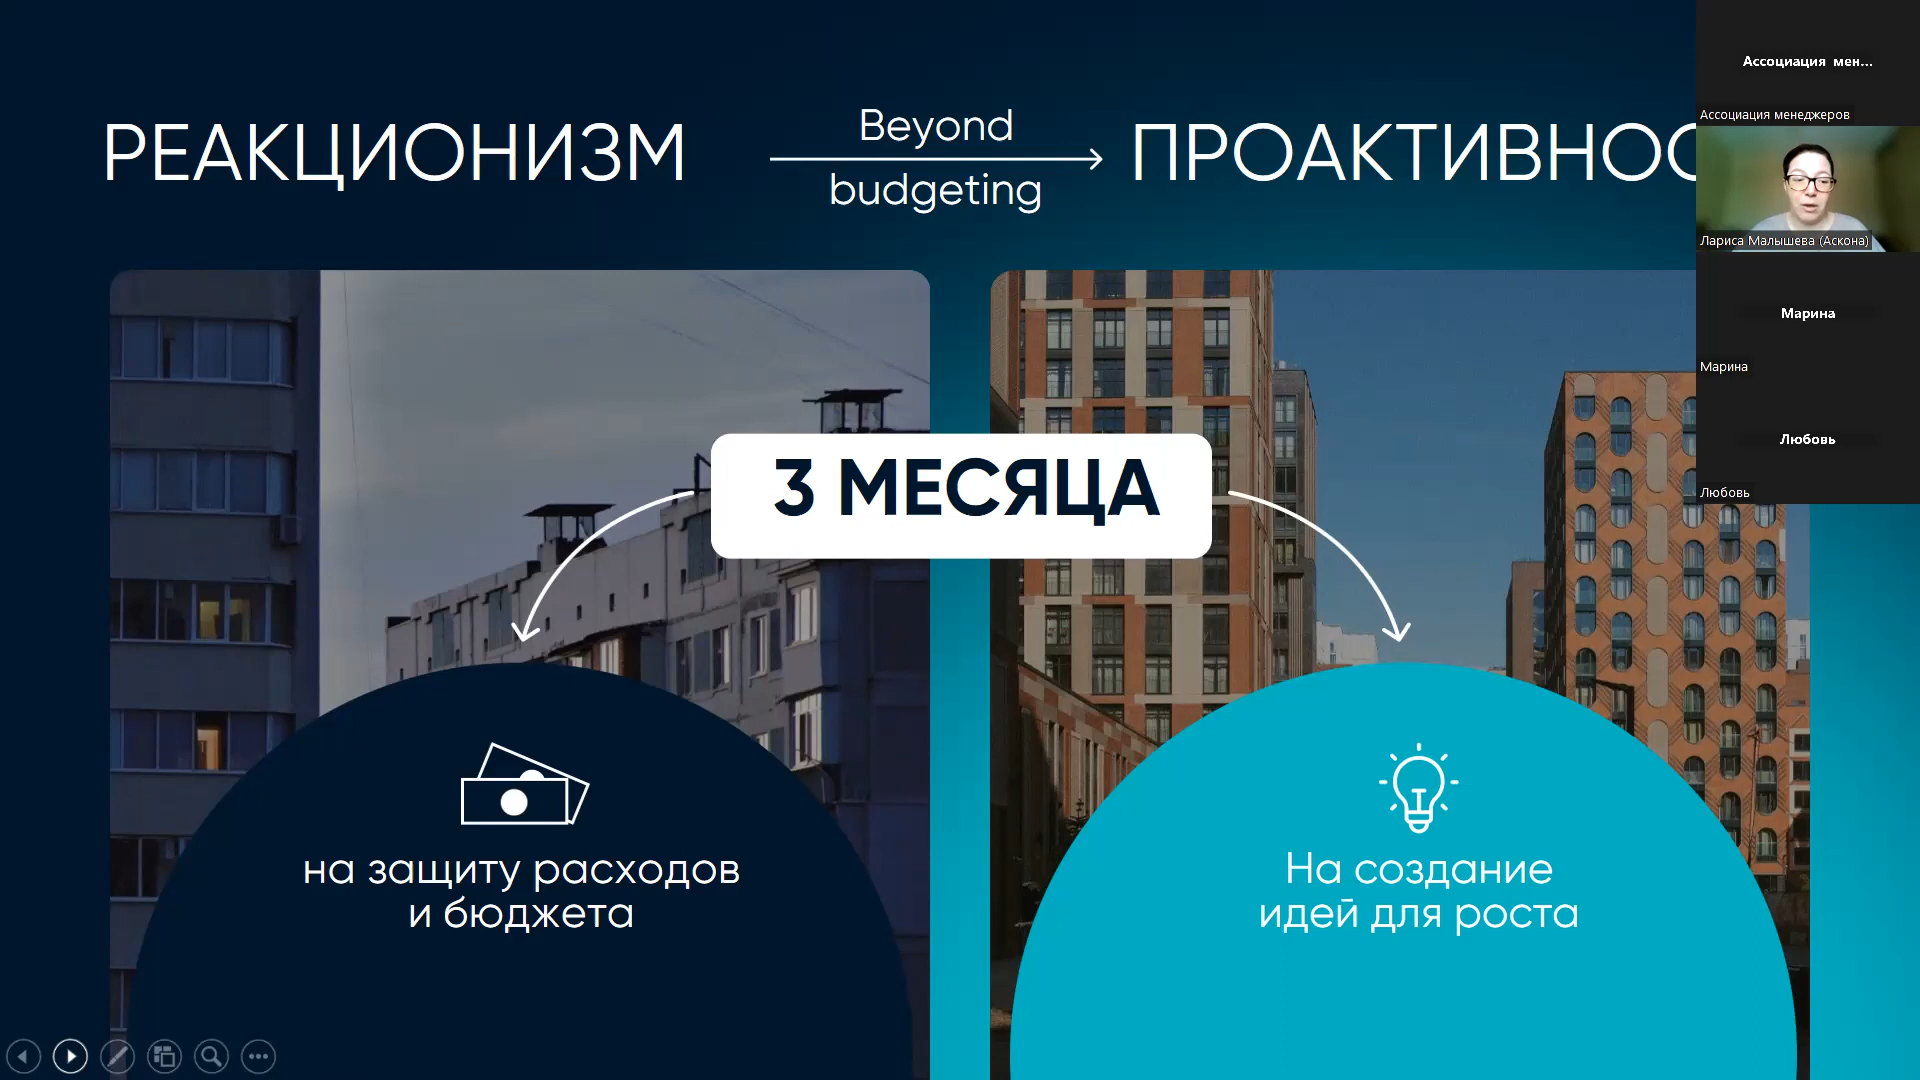 РЕАКЦИОНИЗМ
Beyond
budgeting
ПРОАКТИВНОС
3 МЕСЯЦА
на защиту расходов
и бюджета
На создание
идей для роста
Ассоциация мен...
Ассоциация менеджеров
Лариса Малышева (Аскона)
Марина
Марина
Любовь
Любовь